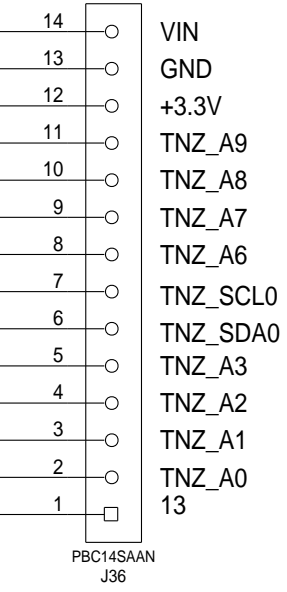 14 VIN
13 GND
12 +3.3V
11 TNZ_A9
10 TNZ_A8
9 TNZ_A7
8 TNZ_A6
7 TNZ_SCL0
6 TNZ_SDA0
5 TNZ_A3
4 TNZ_A2
3 TNZ_A1
2 TNZ_A0
1 13
PBC14SAAN
J36